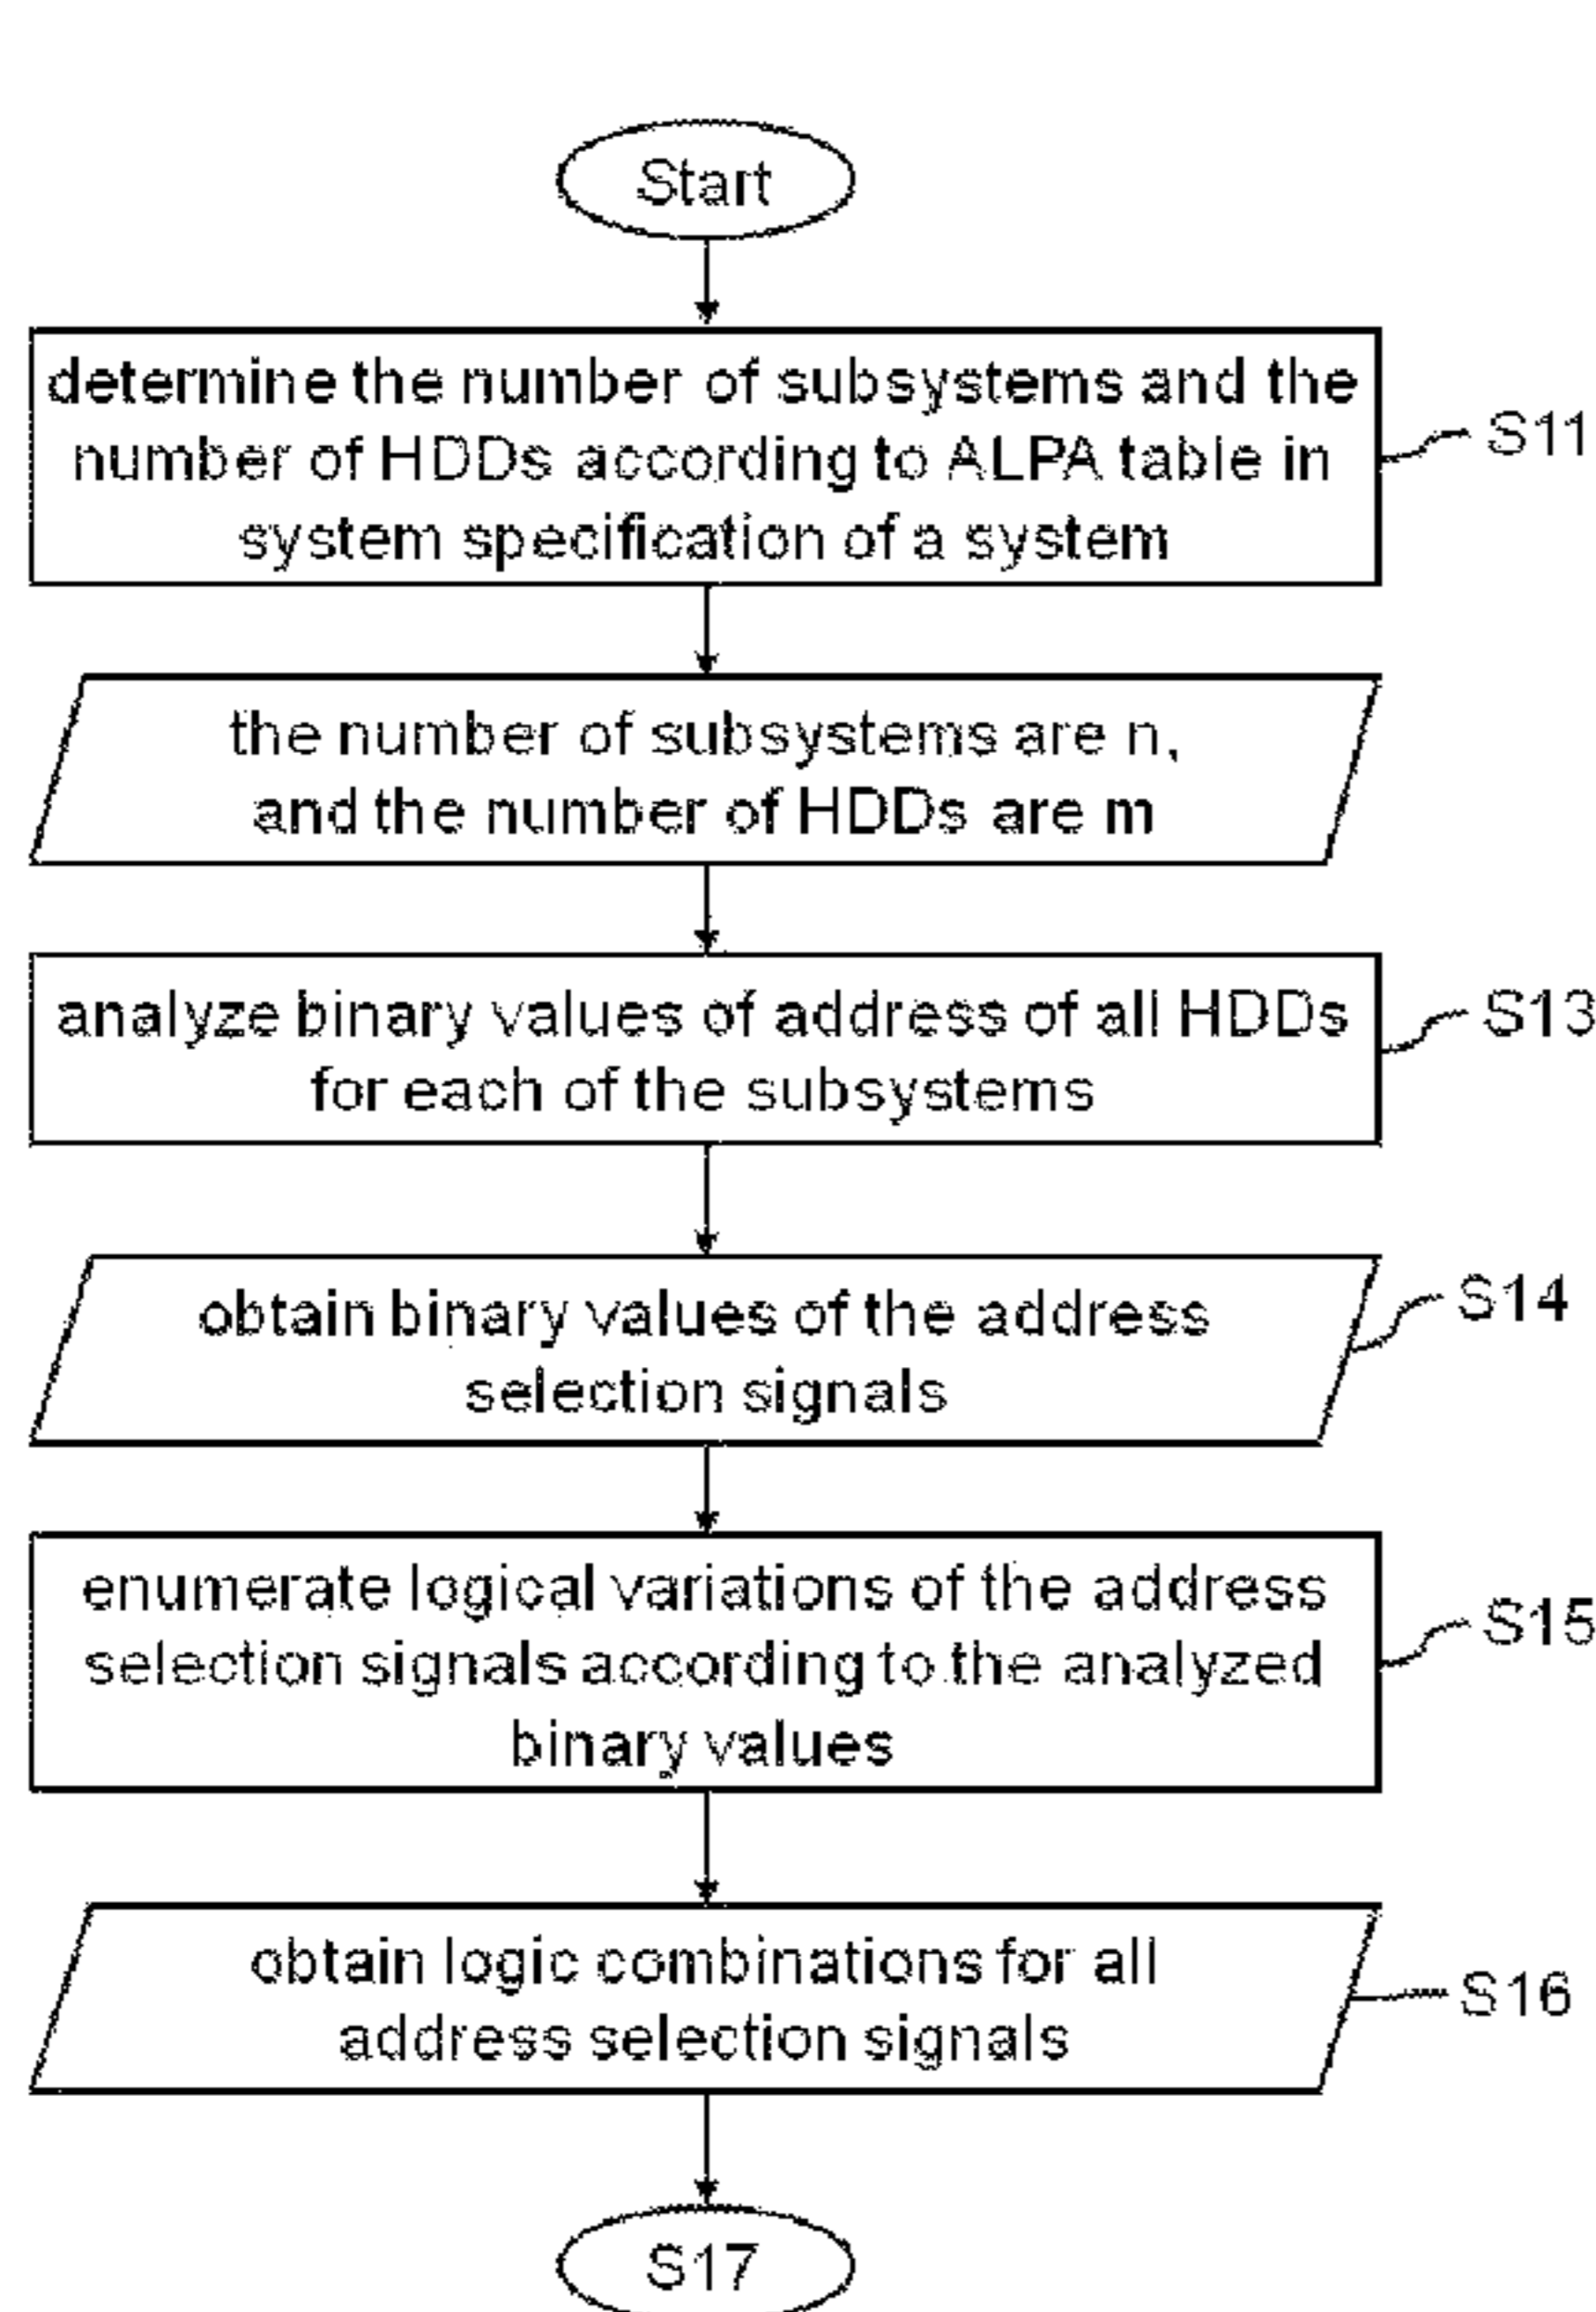 Start
determine the number of subsystems and the
number of HDDs according to ALPA table in
system specification of a system
S11
the number of subsystems are n,
and the number of HDDs are m
analyze binary values of address of all HDDs
for each of the subsystems
S13
obtain binary values of the address
selection signals
S14
enumerate logical variations of the address
selection signals according to the analyzed
binary values
S15
obtain logic combinations for all
address selection signals
S16
S17